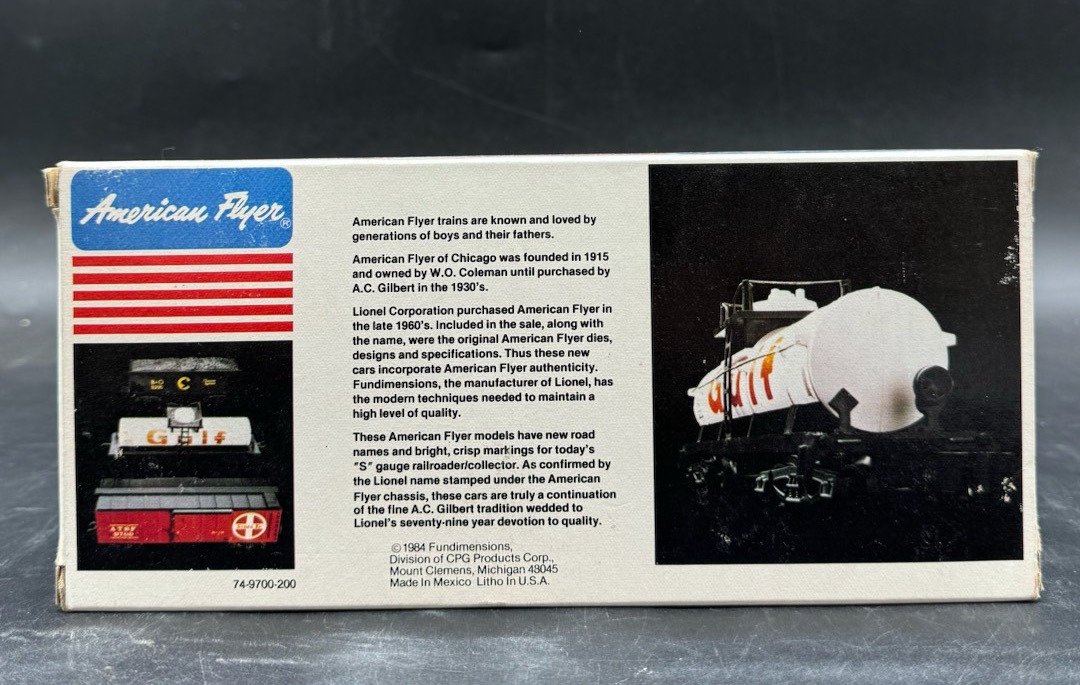 American Flyer®
American Flyer trains are known and loved by
generations of boys and their fathers.
American Flyer of Chicago was founded in 1915
and owned by W.O. Coleman until purchased by
A.C. Gilbert in the 1930's.
Lionel Corporation purchased American Flyer in
the late 1960's. Included in the sale, along with
the name, were the original American Flyer dies,
designs and specifications. Thus these new
cars incorporate American Flyer authenticity.
Fundimensions, the manufacturer of Lionel, has
the modern techniques needed to maintain a
high level of quality.
These American Flyer models have new road
names and bright, crisp markings for today's
"S" gauge railroader/collector. As confirmed by
the Lionel name stamped under the American
Flyer chassis, these cars are truly a continuation
of the fine A.C. Gilbert tradition wedded to
Lionel's seventy-nine year devotion to quality.
© 1984 Fundimensions,
Division of CPG Products Corp.,
Mount Clemens, Michigan 48045
Made In Mexico Litho In U.S.A.
B&O
C
Gulf
ATSF
9700
Santa Fe
74-9700-200
Gulf